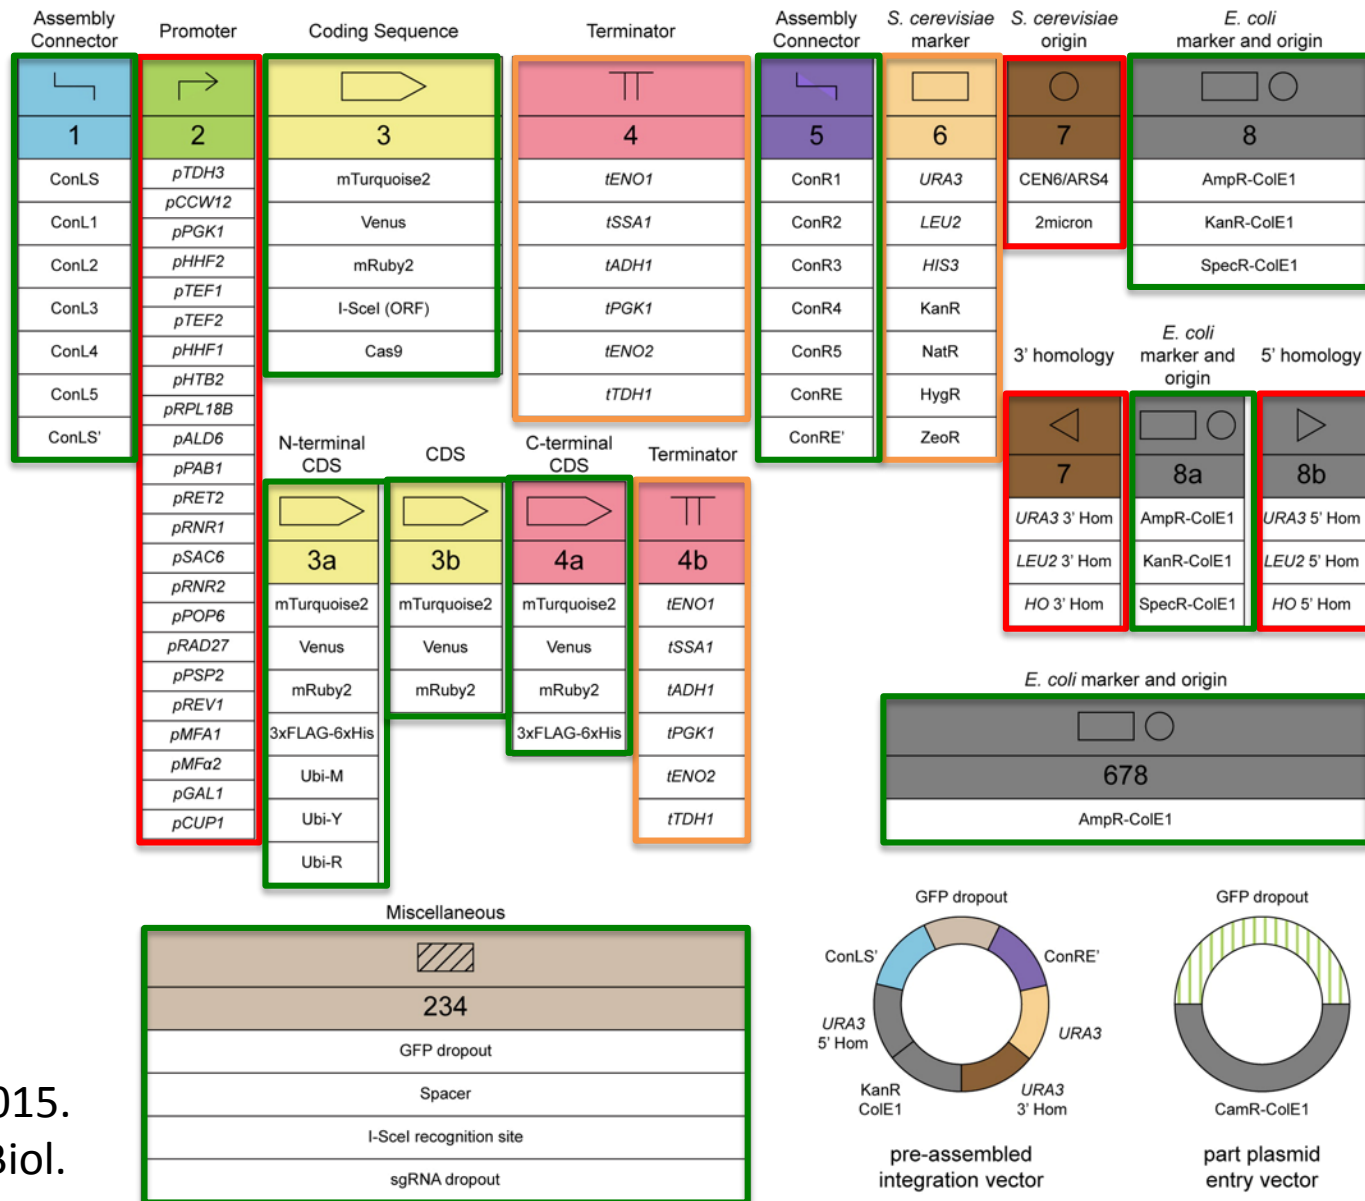 Assembly
Connector
1
ConLS
ConL1
ConL2
ConL3
ConL4
ConL5
ConLS'
Promoter
2
pTDH3
pCCW12
pPGK1
pHHF2
pTEF1
pTEF2
pHHF1
pHTB2
pRPL18B
pALD6
pPAB1
pRET2
pRNR1
pSAC6
pRNR2
pPOP6
pRAD27
pPSP2
pREV1
pMFA1
pMFα2
pGAL1
pCUP1
Coding Sequence
3
mTurquoise2
Venus
mRuby2
I-SceI (ORF)
Cas9
Terminator
4
tENO1
tSSA1
tADH1
tPGK1
tENO2
tTDH1
Assembly
Connector
5
ConR1
ConR2
ConR3
ConR4
ConR5
ConRE
ConRE'
S. cerevisiae
marker
6
URA3
LEU2
HIS3
KanR
NatR
HygR
ZeoR
S. cerevisiae
origin
7
CEN6/ARS4
2micron
E. coli
marker and origin
8
AmpR-ColE1
KanR-ColE1
SpecR-ColE1
N-terminal
CDS
3a
mTurquoise2
Venus
mRuby2
3xFLAG-6xHis
Ubi-M
Ubi-Y
Ubi-R
CDS
3b
mTurquoise2
Venus
mRuby2
C-terminal
CDS
4a
mTurquoise2
Venus
mRuby2
3xFLAG-6xHis
Terminator
4b
tENO1
tSSA1
tADH1
tPGK1
tENO2
tTDH1
3' homology
7
URA3 3' Hom
LEU2 3' Hom
HO 3' Hom
E. coli
marker and
origin
8a
AmpR-ColE1
KanR-ColE1
SpecR-ColE1
5' homology
8b
URA3 5' Hom
LEU2 5' Hom
HO 5' Hom
E. coli marker and origin
678
AmpR-ColE1
Miscellaneous
234
GFP dropout
Spacer
I-SceI recognition site
sgRNA dropout
GFP dropout
ConLS'
ConRE'
URA3
5' Hom
URA3
KanR
ColE1
URA3
3' Hom
pre-assembled
integration vector
GFP dropout
CamR-ColE1
part plasmid
entry vector
015.
Biol.